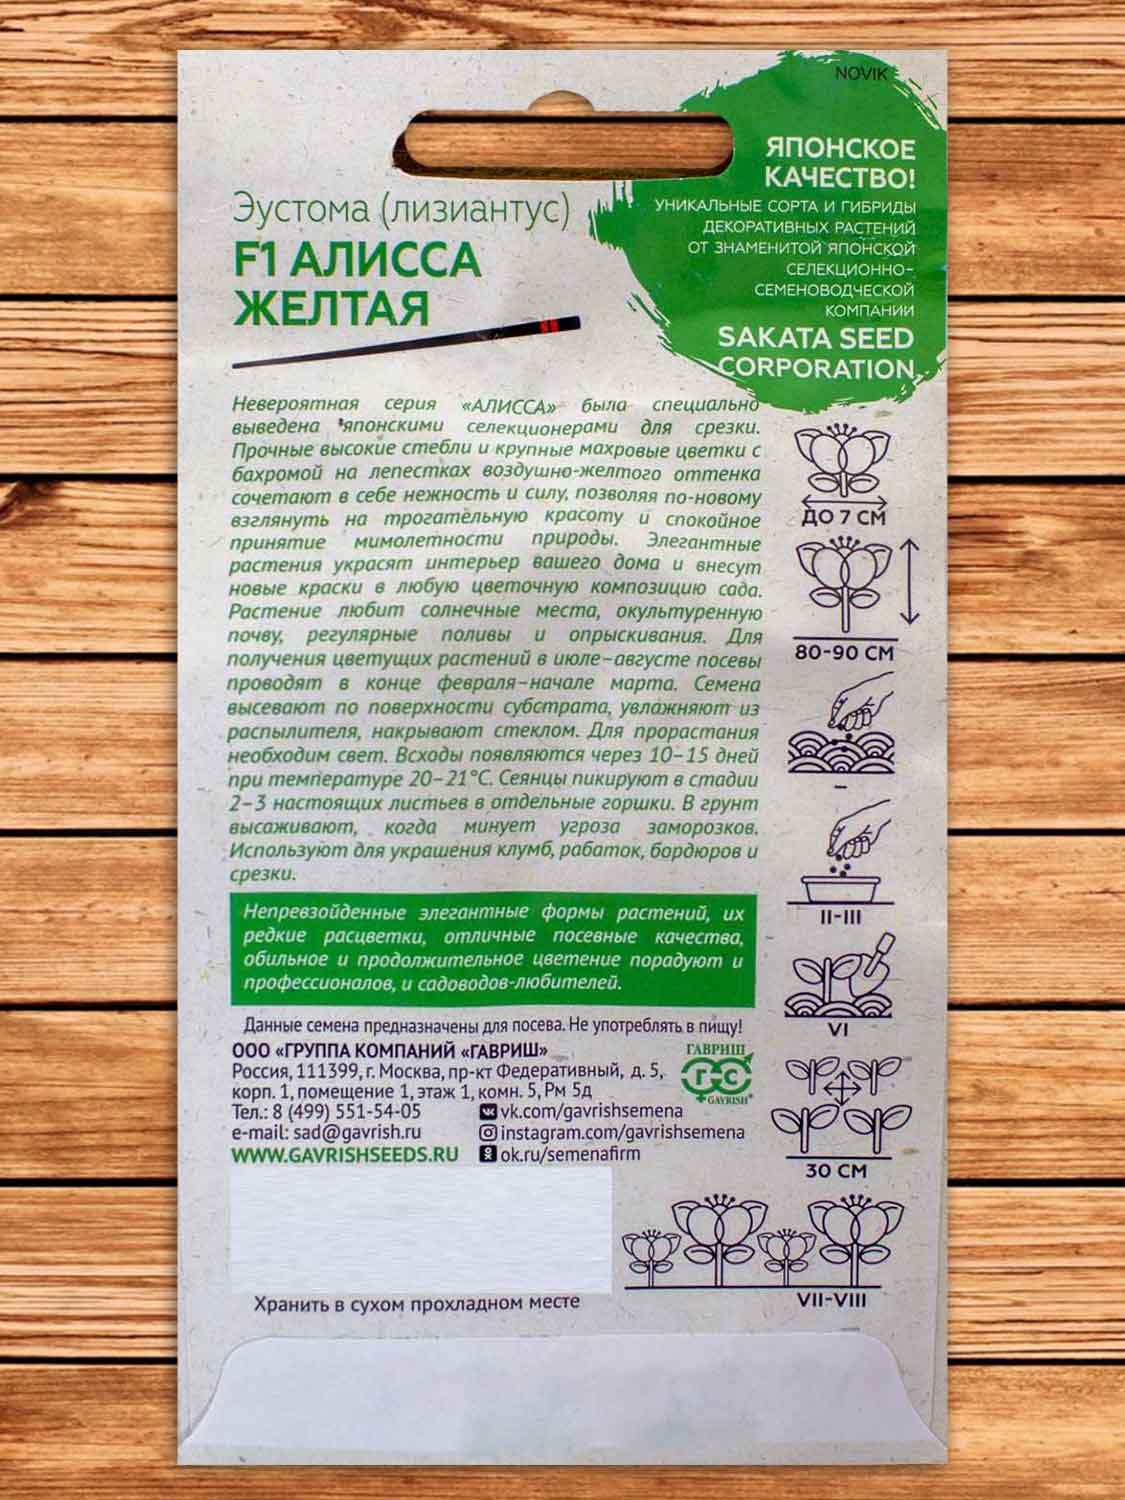 NOVIK
ЯПОНСКОЕ
КАЧЕСТВО!
УНИКАЛЬНЫЕ СОРТА И ГИБРИДЫ
ДЕКОРАТИВНЫХ РАСТЕНИЙ
ОТ ЗНАМЕНИТОЙ ЯПОНСКОЙ
СЕЛЕКЦИОННО-
СЕМЕНОВОДЧЕСКОЙ
КОМПАНИИ
SAKATA SEED
CORPORATION
Эустома (лизиантус)
F1 АЛИССА
ЖЕЛТАЯ
Невероятная серия «АЛИССА» была специально
выведена японскими селекционерами для срезки.
Прочные высокие стебли и крупные махровые цветки с
бахромой на лепестках воздушно-желтого оттенка
сочетают в себе нежность и силу, позволяя по-новому
взглянуть на трогательную красоту и спокойное
принятие мимолетности природы. Элегантные
растения украсят интерьер вашего дома и внесут
новые краски в любую цветочную композицию сада.
Растение любит солнечные места, окультуренную
почву, регулярные поливы и опрыскивания. Для
получения цветущих растений в июле–августе посевы
проводят в конце февраля–начале марта. Семена
высевают по поверхности субстрата, увлажняют из
распылителя, накрывают стеклом. Для прорастания
необходим свет. Всходы появляются через 10–15 дней
при температуре 20–21°С. Сеянцы пикируют в стадии
2–3 настоящих листьев в отдельные горшки. В грунт
высаживают, когда минует угроза заморозков.
Используют для украшения клумб, рабаток, бордюров и
срезки.
Непревзойденные элегантные формы растений, их
редкие расцветки, отличные посевные качества,
обильное и продолжительное цветение порадуют и
профессионалов, и садоводов-любителей.
Данные семена предназначены для посева. Не употреблять в пищу!
ООО «ГРУППА КОМПАНИЙ «ГАВРИШ»
Россия, 111399, г. Москва, пр-кт Федеративный, д. 5,
корп. 1, помещение 1, этаж 1, комн. 5, Рм 5д
Тел.: 8 (499) 551-54-05
e-mail: sad@gavrish.ru
WWW.GAVRISHSEEDS.RU
vk.com/gavrishsemena
instagram.com/gavrishsemena
ok.ru/semenafirm
ГАВРИШ
Г С
GAVRISH®
Хранить в сухом прохладном месте
ДО 7 СМ
80-90 СМ
–
II-III
VI
30 СМ
VII-VIII